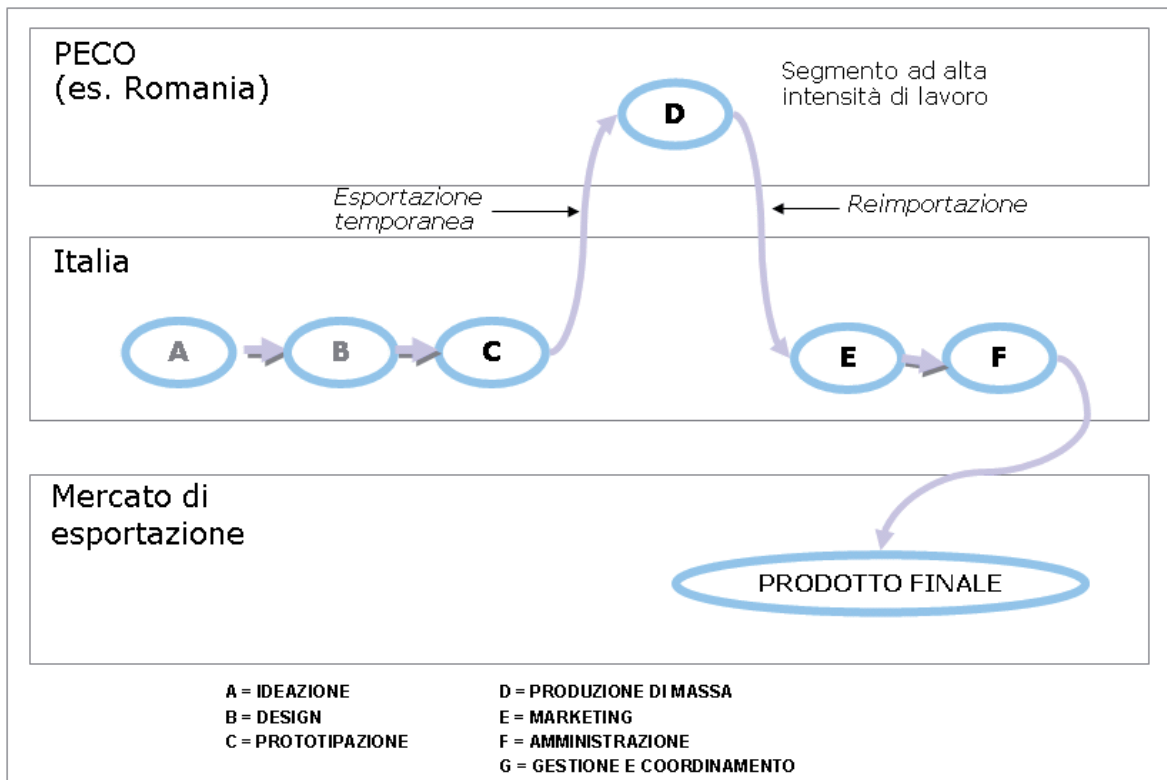 PECO
(es. Romania)
Segmento ad alta
intensità di lavoro
D
Esportazione
temporanea
Reimportazione
Italia
A
B
C
E
F
Mercato di
esportazione
PRODOTTO FINALE
A = IDEAZIONE
B = DESIGN
C = PROTOTIPAZIONE
D = PRODUZIONE DI MASSA
E = MARKETING
F = AMMINISTRAZIONE
G = GESTIONE E COORDINAMENTO